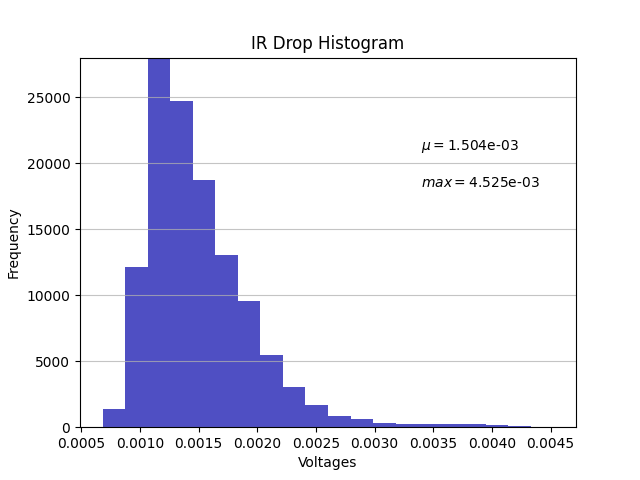 IR Drop Histogram
25000
20000
15000
10000
5000
0
Frequency
μ = 1.504e-03
max = 4.525e-03
0.0005 0.0010 0.0015 0.0020 0.0025 0.0030 0.0035 0.0040 0.0045
Voltages